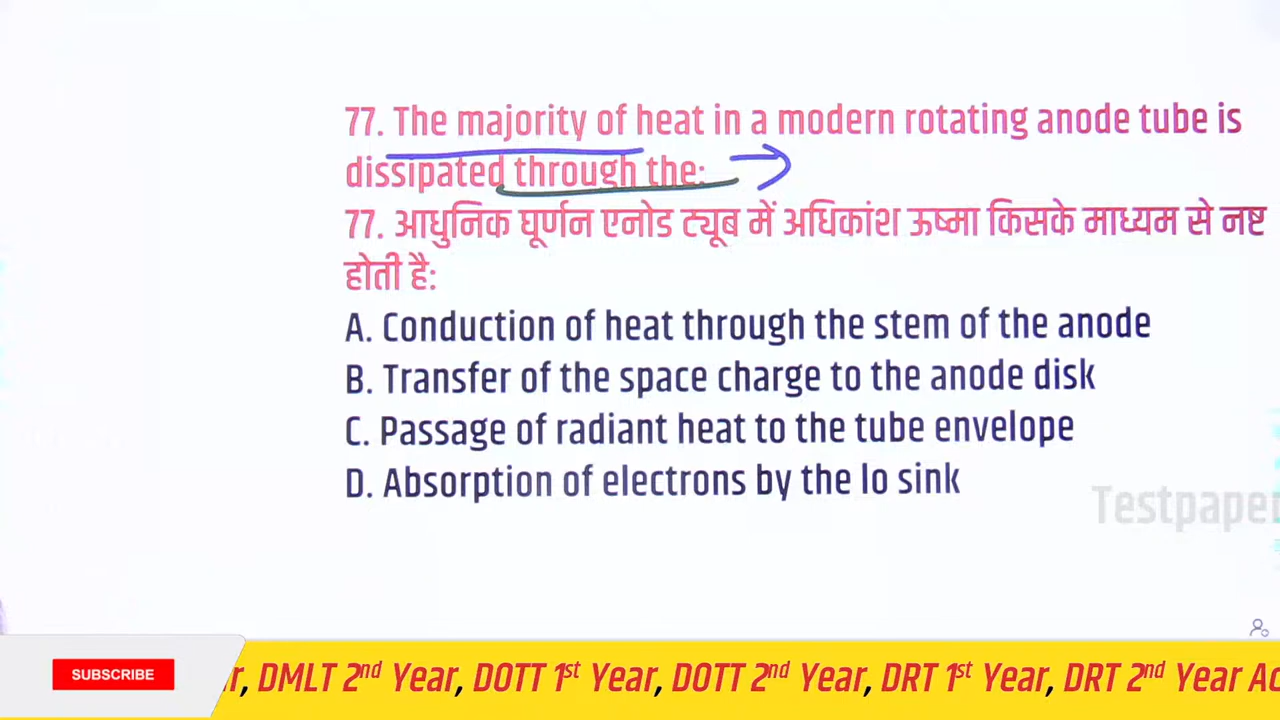 77. The majority of heat in a modern rotating anode tube is
dissipated through the:
77. आधुनिक घूर्णन एनोड ट्यूब में अधिकांश ऊष्मा किसके माध्यम से नष्ट
होती है:
A. Conduction of heat through the stem of the anode
B. Transfer of the space charge to the anode disk
C. Passage of radiant heat to the tube envelope
D. Absorption of electrons by the lo sink
Testpaper
SUBSCRIBE
, DMLT 2nd Year, DOTT 1st Year, DOTT 2nd Year, DRT 1st Year, DRT 2nd Year